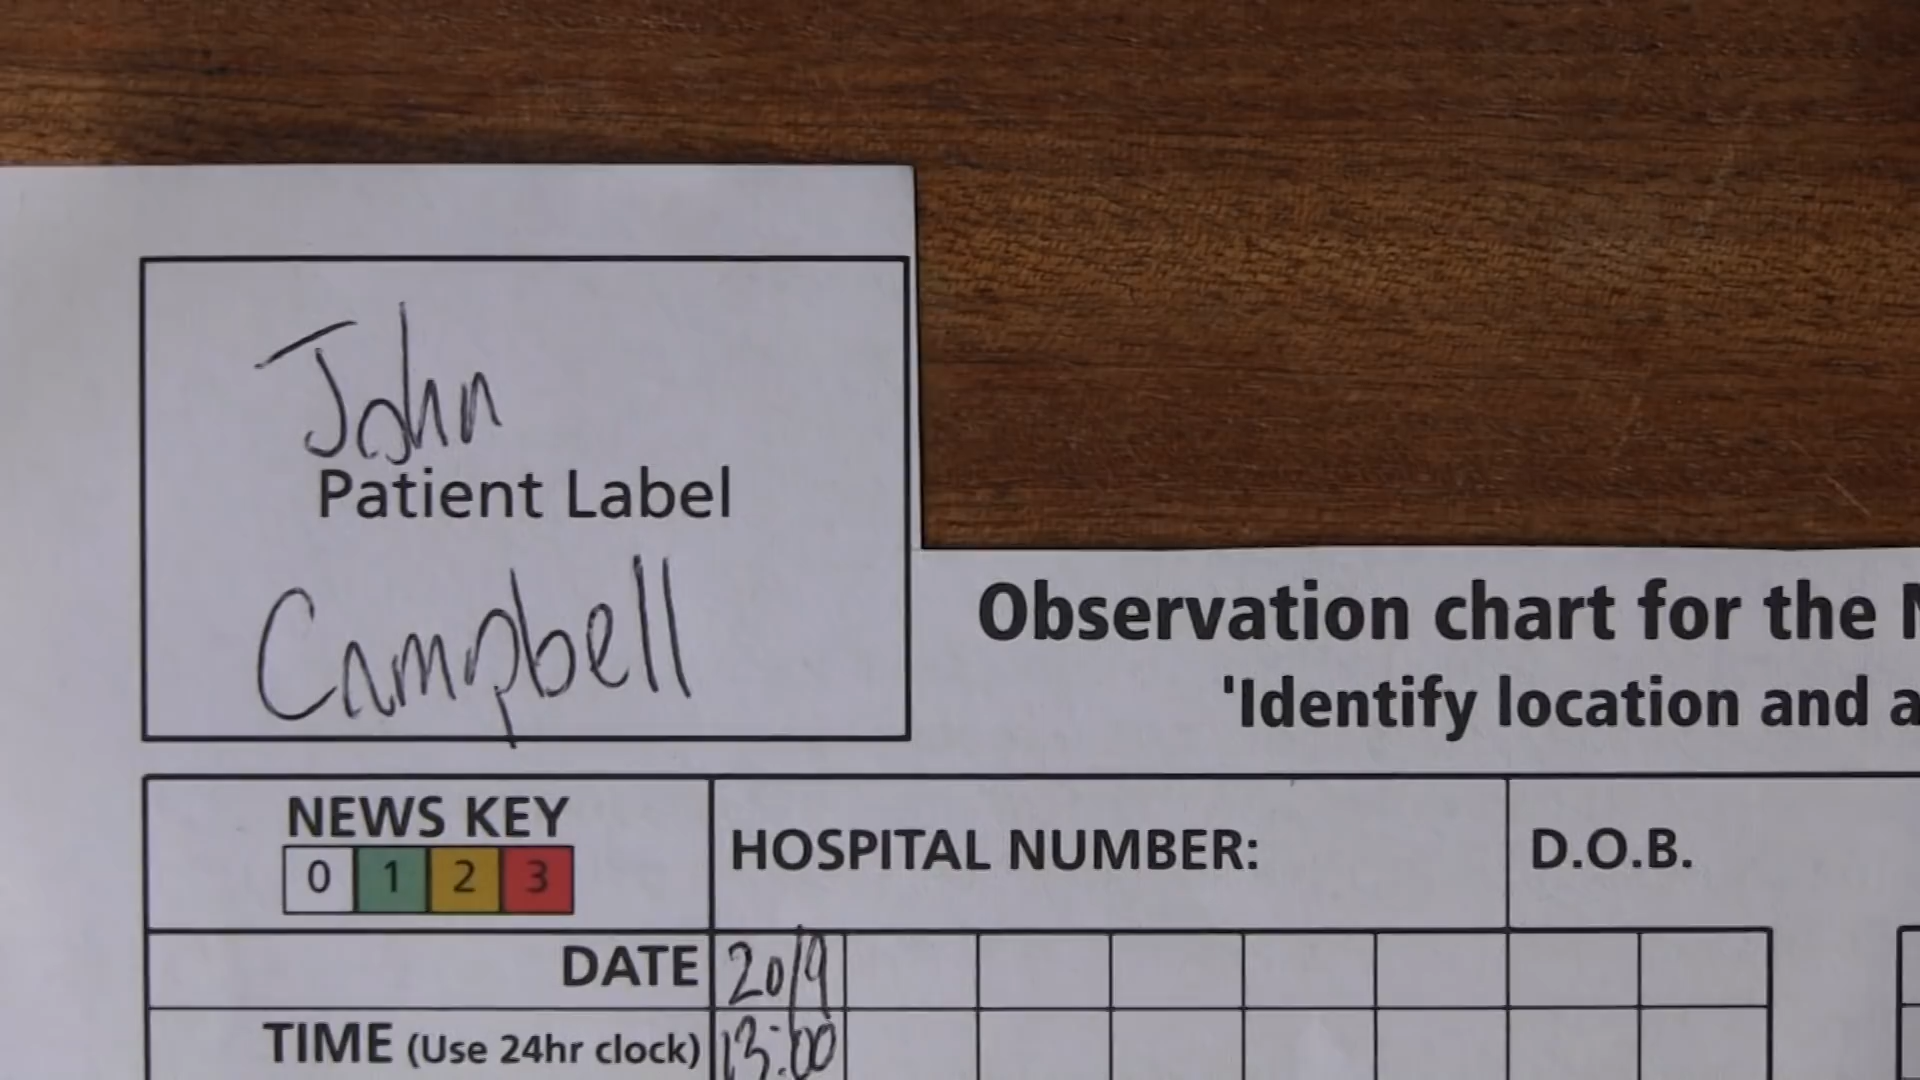 John
Patient Label
Campbell
Observation chart for the
'Identify location and
NEWS KEY
0 1 2 3
HOSPITAL NUMBER:
D.O.B.
DATE 20/9
TIME (Use 24hr clock) 13:00